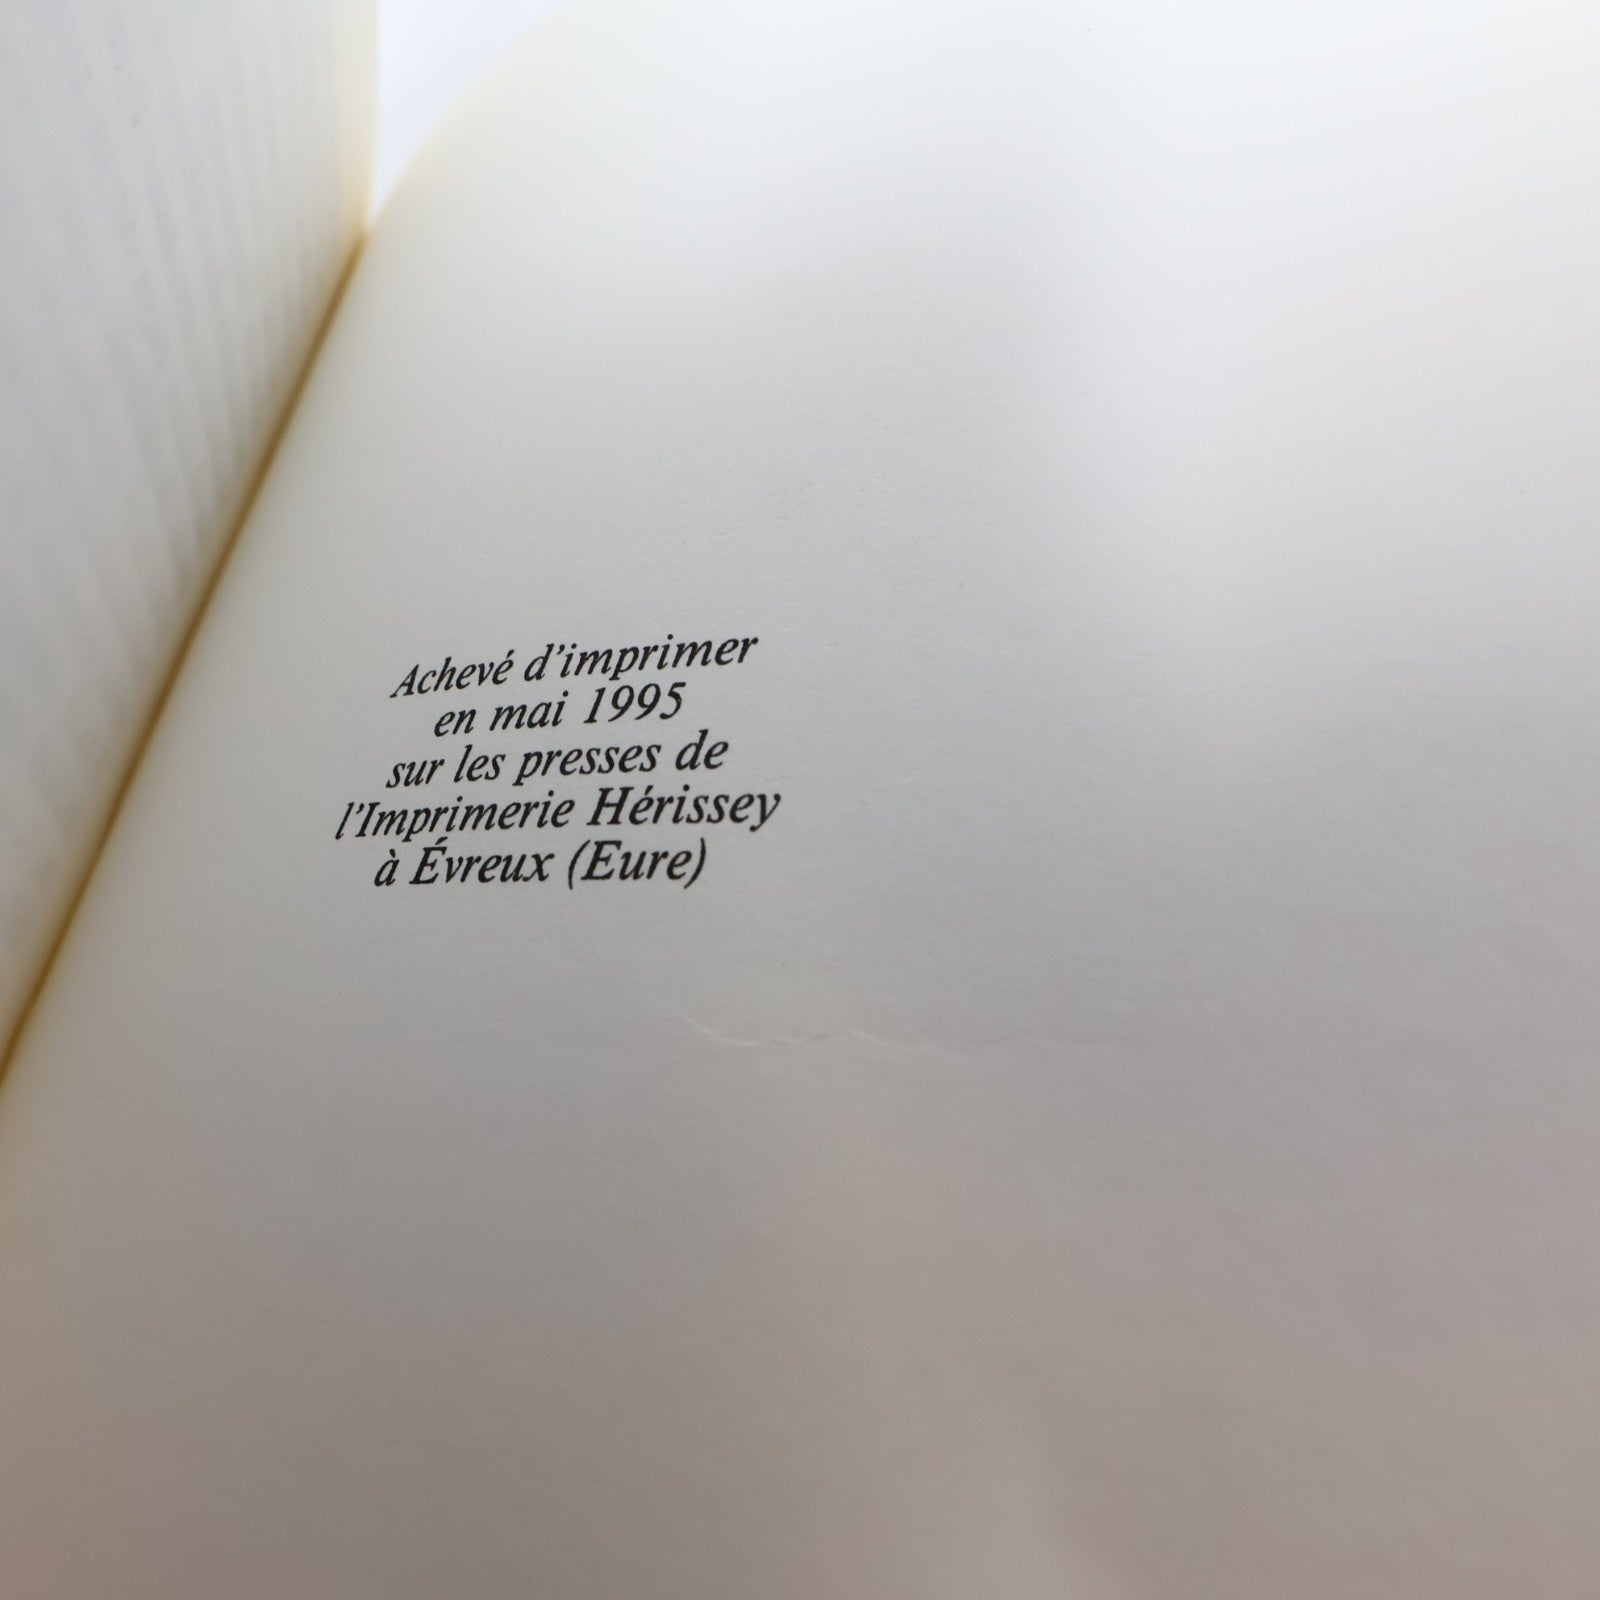 Achevé d'imprimer
en mai 1995
sur les presses de
l'Imprimerie Hérissey
à Évreux (Eure)